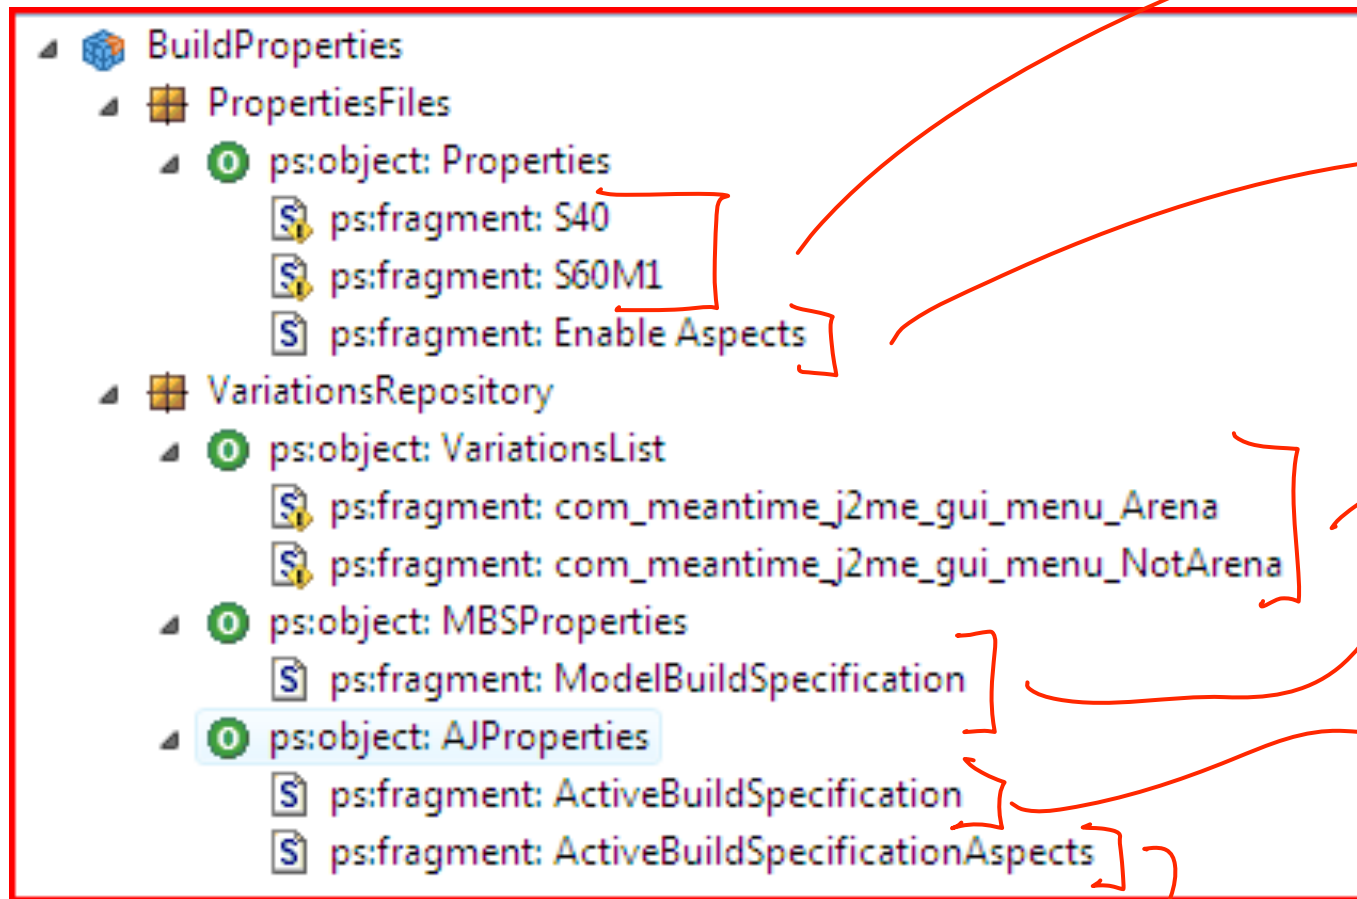 BuildProperties
PropertiesFiles
ps:object: Properties
ps:fragment: S40
ps:fragment: S60M1
ps:fragment: Enable Aspects
VariationsRepository
ps:object: VariationsList
ps:fragment: com_meantime_j2me_gui_menu_Arena
ps:fragment: com_meantime_j2me_gui_menu_NotArena
ps:object: MBSProperties
ps:fragment: ModelBuildSpecification
ps:object: AJProperties
ps:fragment: ActiveBuildSpecification
ps:fragment: ActiveBuildSpecificationAspects